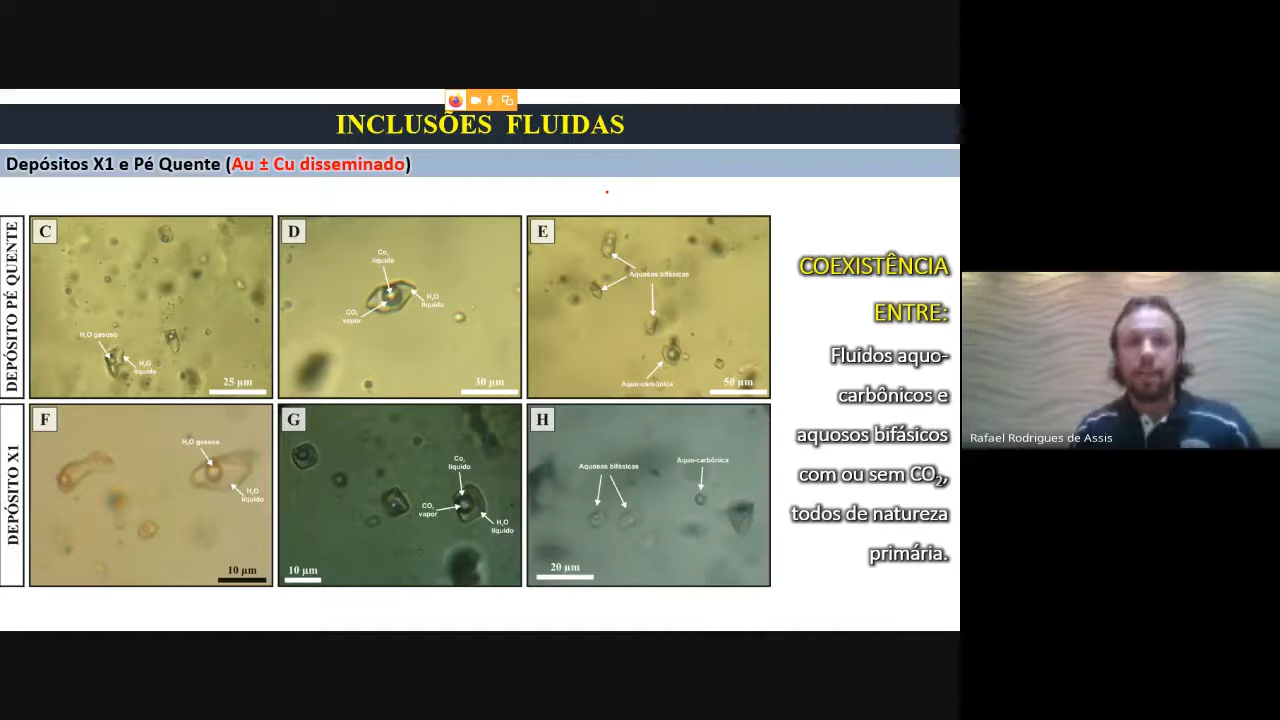 INCLUSÕES FLUIDAS
Depósitos X1 e Pé Quente (Au ± Cu disseminado)
DEPÓSITO PÉ QUENTE
C
H₂O gasoso
H₂O
líquido
25 µm
D
Co₂
líquido
CO₂
vapor
H₂O
líquido
30 µm
E
Aquosas bifásicas
Aquo-carbônica
50 µm
DEPÓSITO X1
F
H₂O gasoso
H₂O
líquido
10 µm
G
Co₂
líquido
CO₂
vapor
H₂O
líquido
10 µm
H
Aquosas bifásicas
Aquo-carbônica
20 µm
COEXISTÊNCIA
ENTRE:
Fluidos aquo-
carbônicos e
aquosos bifásicos
com ou sem CO₂,
todos de natureza
primária.
Rafael Rodrigues de Assis